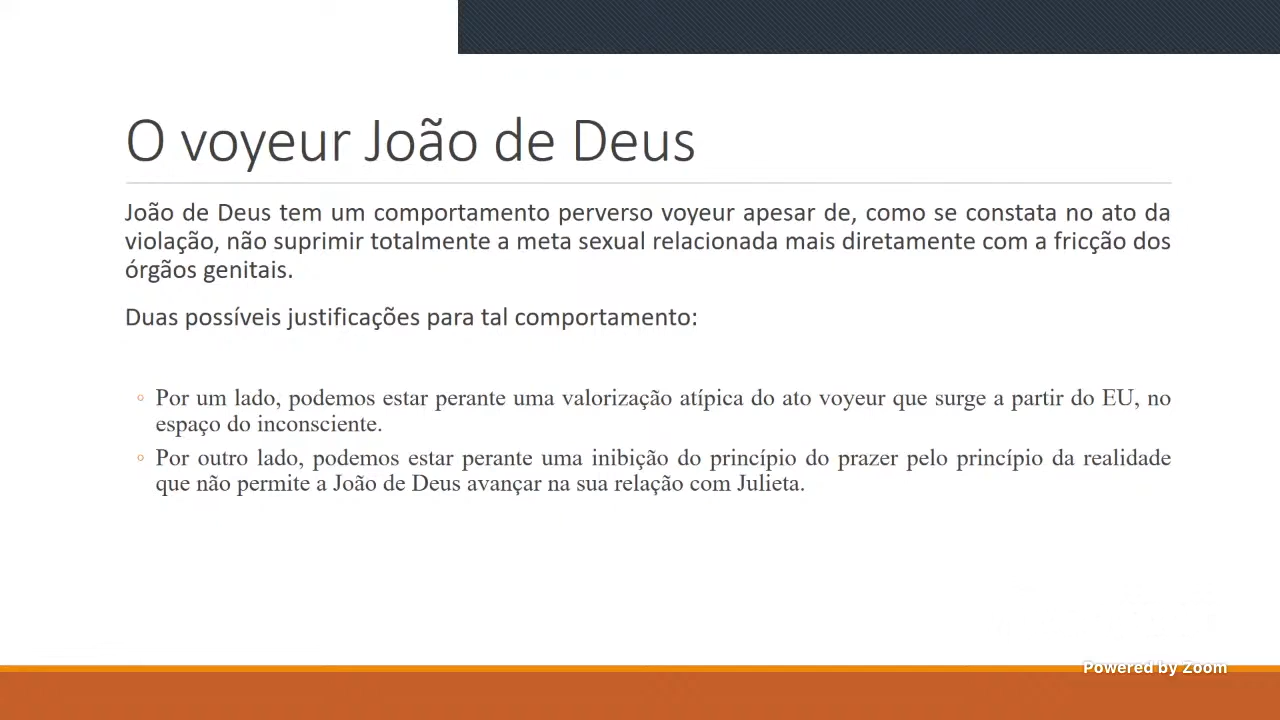 O voyeur João de Deus
João de Deus tem um comportamento perverso voyeur apesar de, como se constata no ato da
violação, não suprimir totalmente a meta sexual relacionada mais diretamente com a fricção dos
órgãos genitais.
Duas possíveis justificações para tal comportamento:
◦ Por um lado, podemos estar perante uma valorização atípica do ato voyeur que surge a partir do EU, no
espaço do inconsciente.
◦ Por outro lado, podemos estar perante uma inibição do princípio do prazer pelo princípio da realidade
que não permite a João de Deus avançar na sua relação com Julieta.
Powered by Zoom